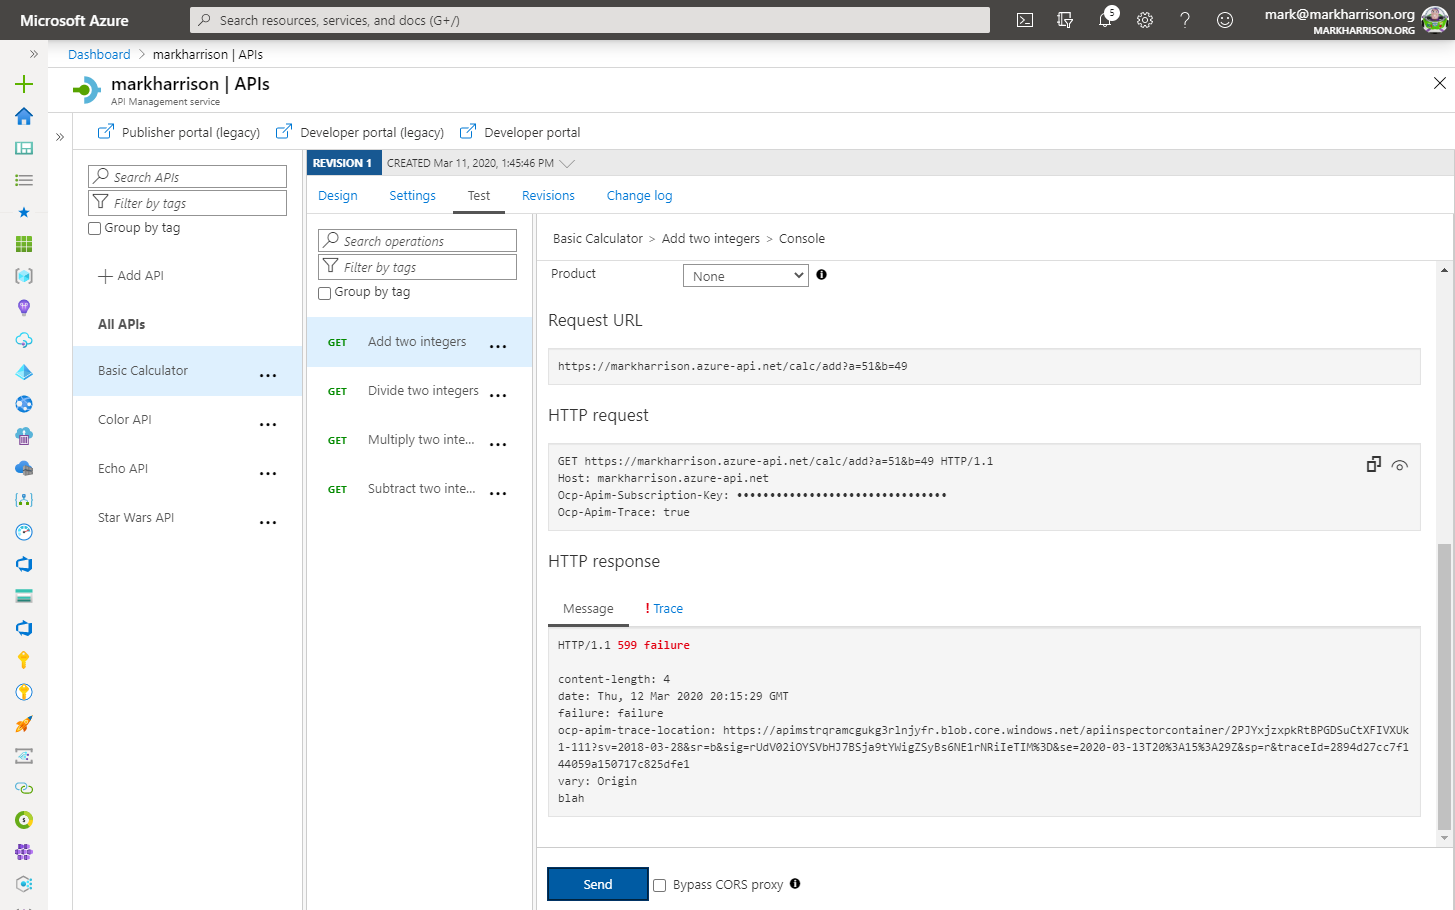 Microsoft Azure
Search resources, services, and docs (G+/)
5
mark@markharrison.org
MARKHARRISON.ORG
Dashboard > markharrison | APIs
markharrison | APIs
API Management service
Publisher portal (legacy)
Developer portal (legacy)
Developer portal
Search APIs
Filter by tags
Group by tag
Add API
All APIs
Basic Calculator
Color API
Echo API
Star Wars API
REVISION 1
CREATED Mar 11, 2020, 1:45:46 PM
Design
Settings
Test
Revisions
Change log
Search operations
Filter by tags
Group by tag
GET Add two integers
GET Divide two integers
GET Multiply two inte...
GET Subtract two inte...
Basic Calculator > Add two integers > Console
Product
None
Request URL
https://markharrison.azure-api.net/calc/add?a=51&b=49
HTTP request
GET https://markharrison.azure-api.net/calc/add?a=51&b=49 HTTP/1.1
Host: markharrison.azure-api.net
Ocp-Apim-Subscription-Key: ••••••••••••••••••••••••••••••••
Ocp-Apim-Trace: true
HTTP response
Message
! Trace
HTTP/1.1 599 failure
content-length: 4
date: Thu, 12 Mar 2020 20:15:29 GMT
failure: failure
ocp-apim-trace-location: https://apimstrqramcgukg3rlnjyfr.blob.core.windows.net/apiinspectorcontainer/2PJYxjzxpkRtBPGDSuCtXFIVXUk
1-111?sv=2018-03-28&sr=b&sig=rUdV02iOYSVbHJ7BSja9tYWigZSyBs6NE1rNRiIeTIM%3D&se=2020-03-13T20%3A15%3A29Z&sp=r&traceId=2894d27cc7f1
44059a150717c825dfe1
vary: Origin
blah
Send
Bypass CORS proxy